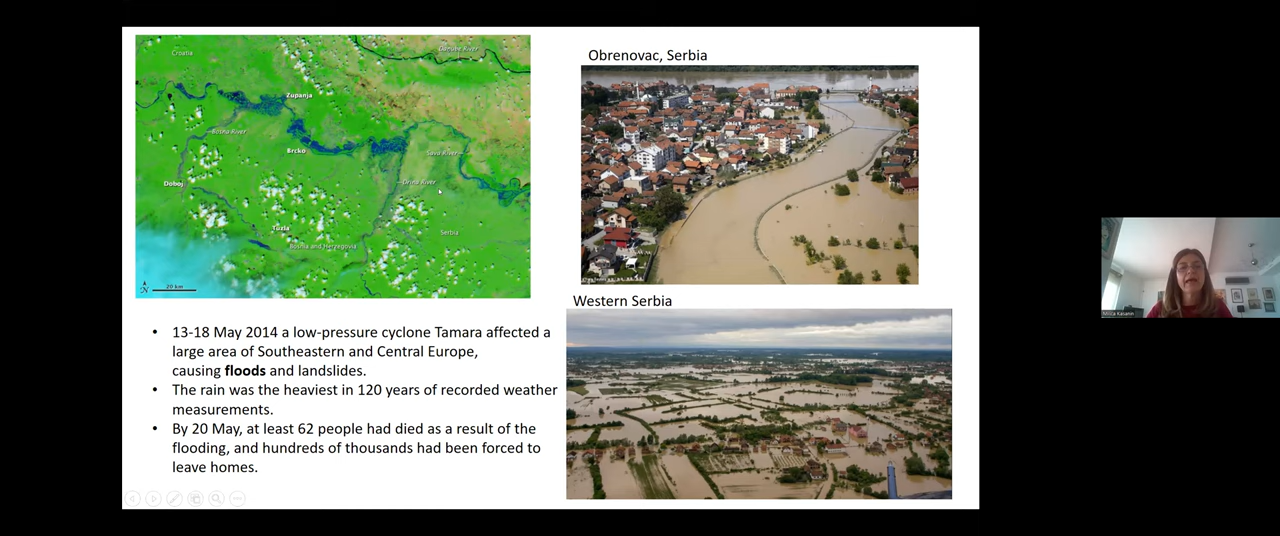 Croatia
Danube River
Zupanja
Bosna River
Brcko
Sava River
Doboj
Drina River
Tuzla
Serbia
Bosnia and Herzegovina
N
20 km
Obrenovac, Serbia
Western Serbia
• 13-18 May 2014 a low-pressure cyclone Tamara affected a
large area of Southeastern and Central Europe,
causing floods and landslides.
• The rain was the heaviest in 120 years of recorded weather
measurements.
• By 20 May, at least 62 people had died as a result of the
flooding, and hundreds of thousands had been forced to
leave homes.